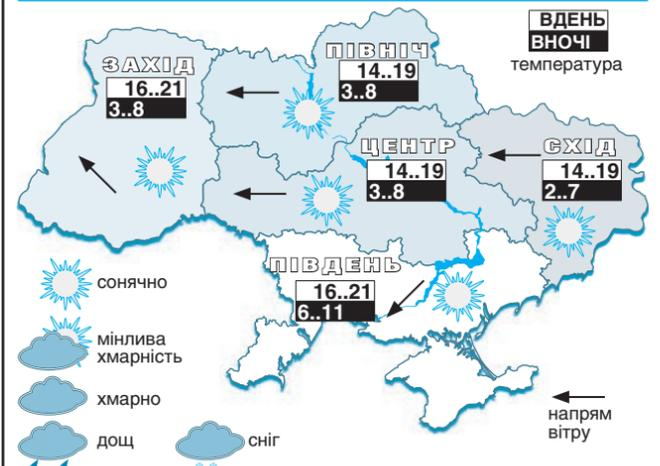 ВДЕНЬ
ВНОЧІ
температура
ПІВНІЧ
14..19
3..8
ЗАХІД
16..21
3..8
ЦЕНТР
14..19
3..8
СХІД
14..19
2..7
ПІВДЕНЬ
16..21
6..11
сонячно
мінлива
хмарність
хмарно
дощ
сніг
напрям
вітру